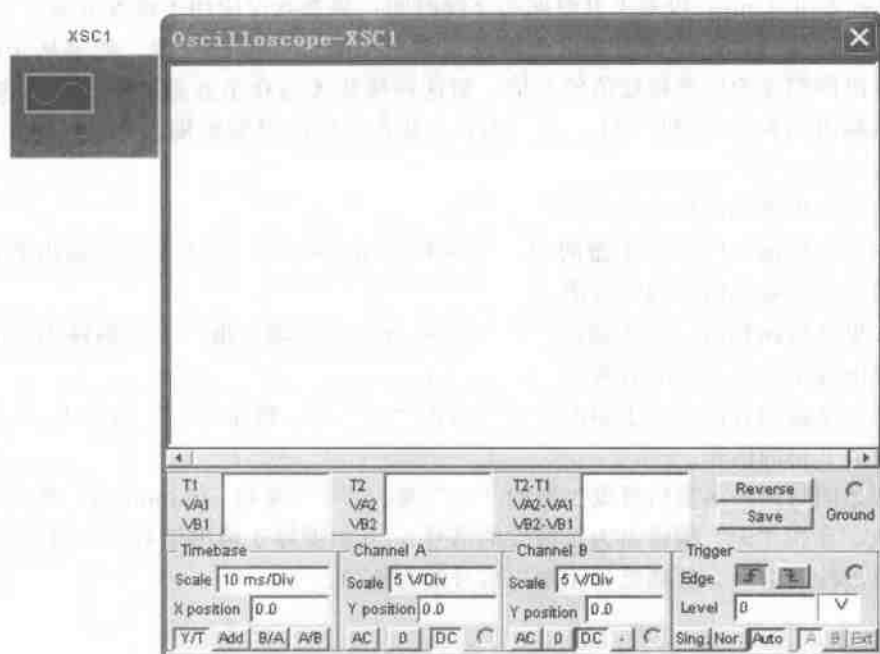 XSC1
Oscilloscope-XSC1
T1
VA1
VB1
T2
VA2
VB2
T2-T1
VA2-VA1
VB2-VB1
Reverse
Save
Ground
Timebase
Scale 10 ms/Div
X position 0.0
Y/T Add B/A A/B
Channel A
Scale 5 V/Div
Y position 0.0
AC 0 DC
Channel B
Scale 5 V/Div
Y position 0.0
AC 0 DC -
Trigger
Edge
Level 0 V
Sing. Nor. Auto A B Ext